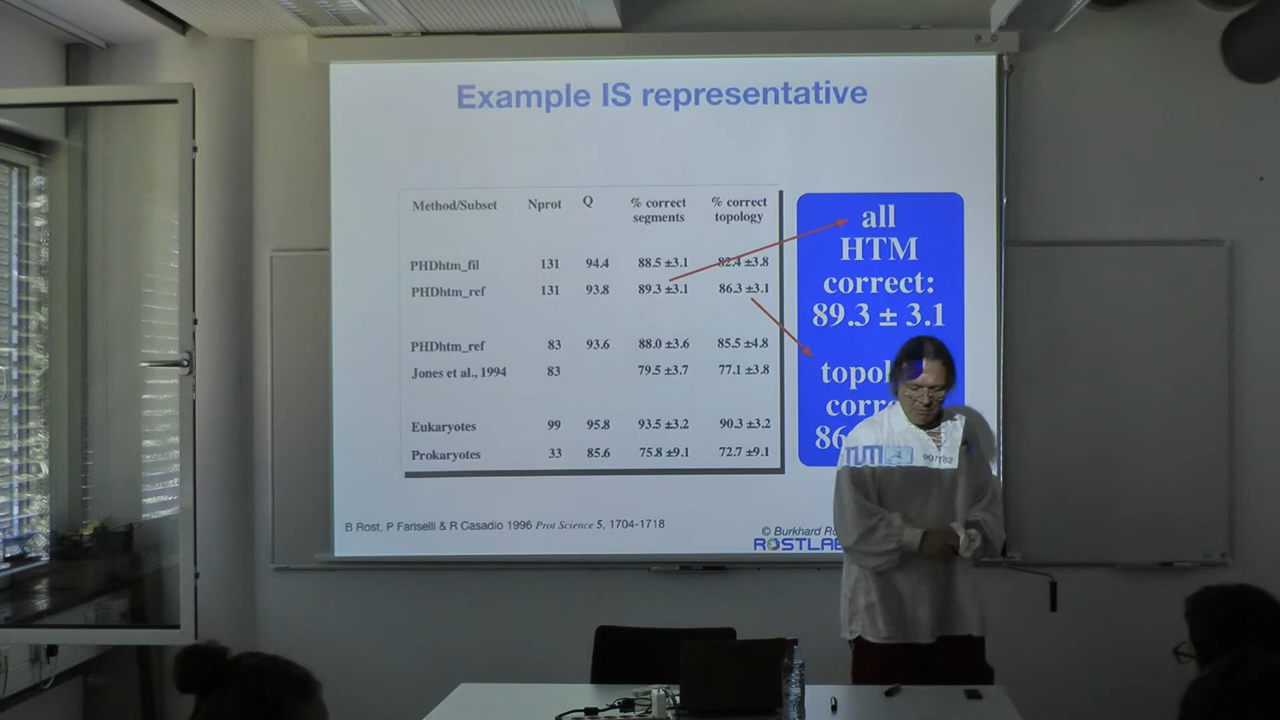 Example IS representative
Method/Subset Nprot Q % correct segments % correct topology
PHDhtm_fil 131 94.4 88.5 ±3.1 82.4 ±3.8
PHDhtm_ref 131 93.8 89.3 ±3.1 86.3 ±3.1
PHDhtm_ref 83 93.6 88.0 ±3.6 85.5 ±4.8
Jones et al., 1994 83 79.5 ±3.7 77.1 ±3.8
Eukaryotes 99 95.8 93.5 ±3.2 90.3 ±3.2
Prokaryotes 33 85.6 75.8 ±9.1 72.7 ±9.1
all
HTM
correct:
89.3 ± 3.1
topol
corre
86
TUM
B Rost, P Fariselli & R Casadio 1996 Prot Science 5, 1704-1718
© Burkhard Ro
ROSTLAB